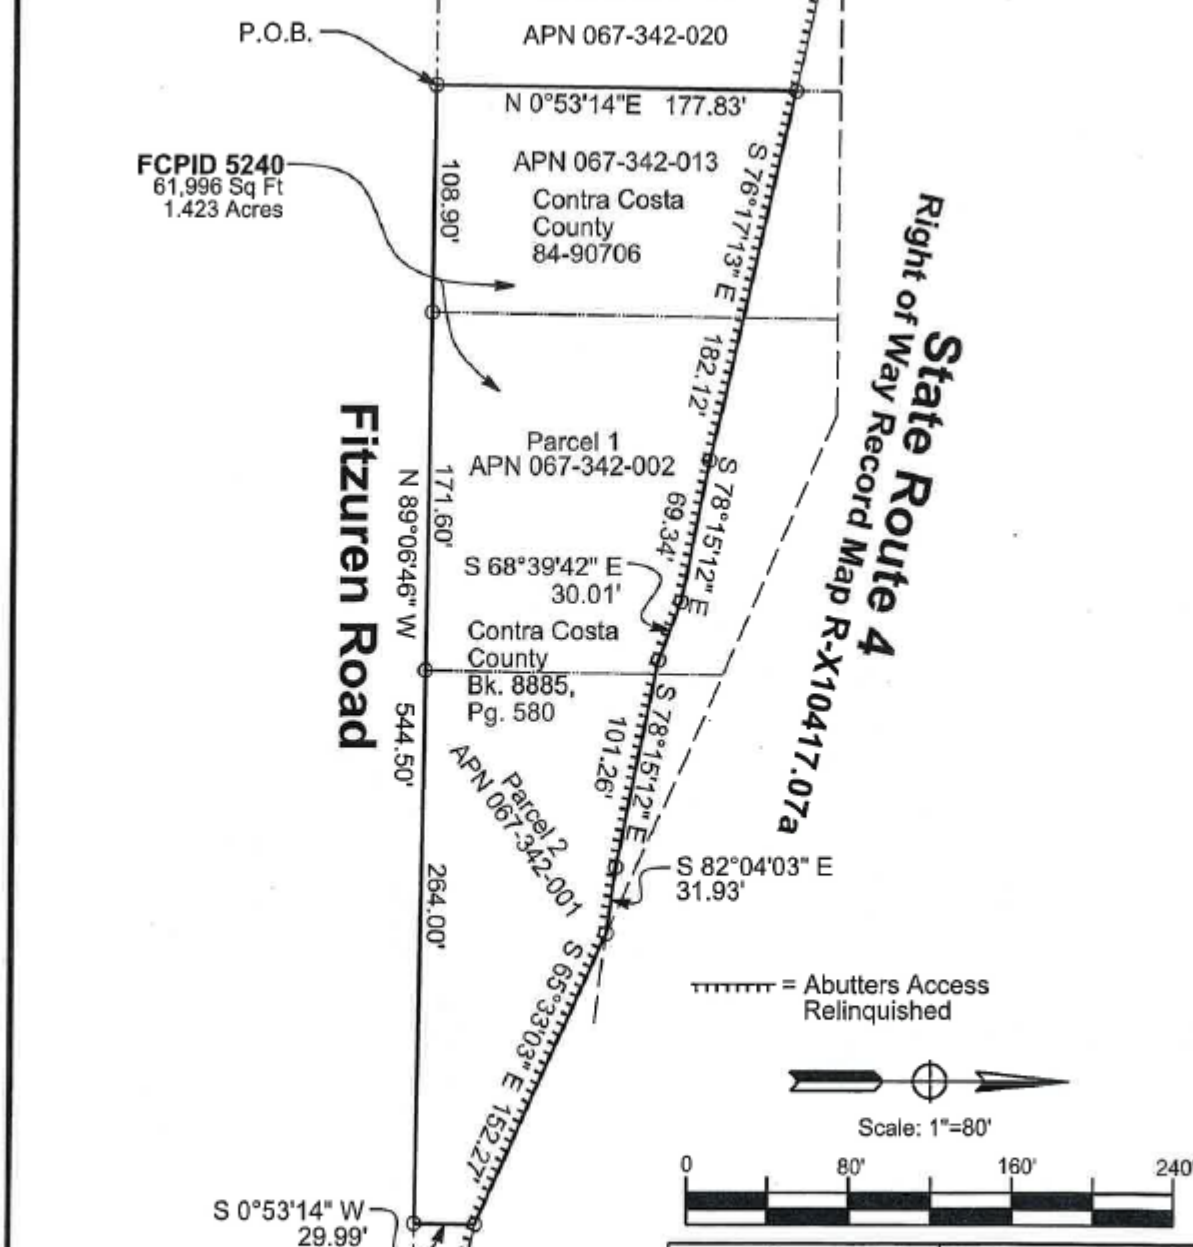 P.O.B.
APN 067-342-020
N 0°53'14"E 177.83'
FCPID 5240
61,996 Sq Ft
1.423 Acres
108.90'
APN 067-342-013
Contra Costa
County
84-90706
S 76°17'13" E
182.12'
Right of Way Record Map R-X10417.07a
State Route 4
Fitzuren Road
N 89°06'46" W
544.50'
171.60'
Parcel 1
APN 067-342-002
69.34'
S 78°15'12" E
S 68°39'42" E
30.01'
Contra Costa
County
Bk. 8885,
Pg. 580
S 78°15'12" E
101.26'
Parcel 2
APN 067-342-001
S 82°04'03" E
31.93'
264.00'
S 65°33'03" E 152.27'
= Abutters Access
Relinquished
Scale: 1"=80'
0 80' 160' 240'
S 0°53'14" W
29.99'